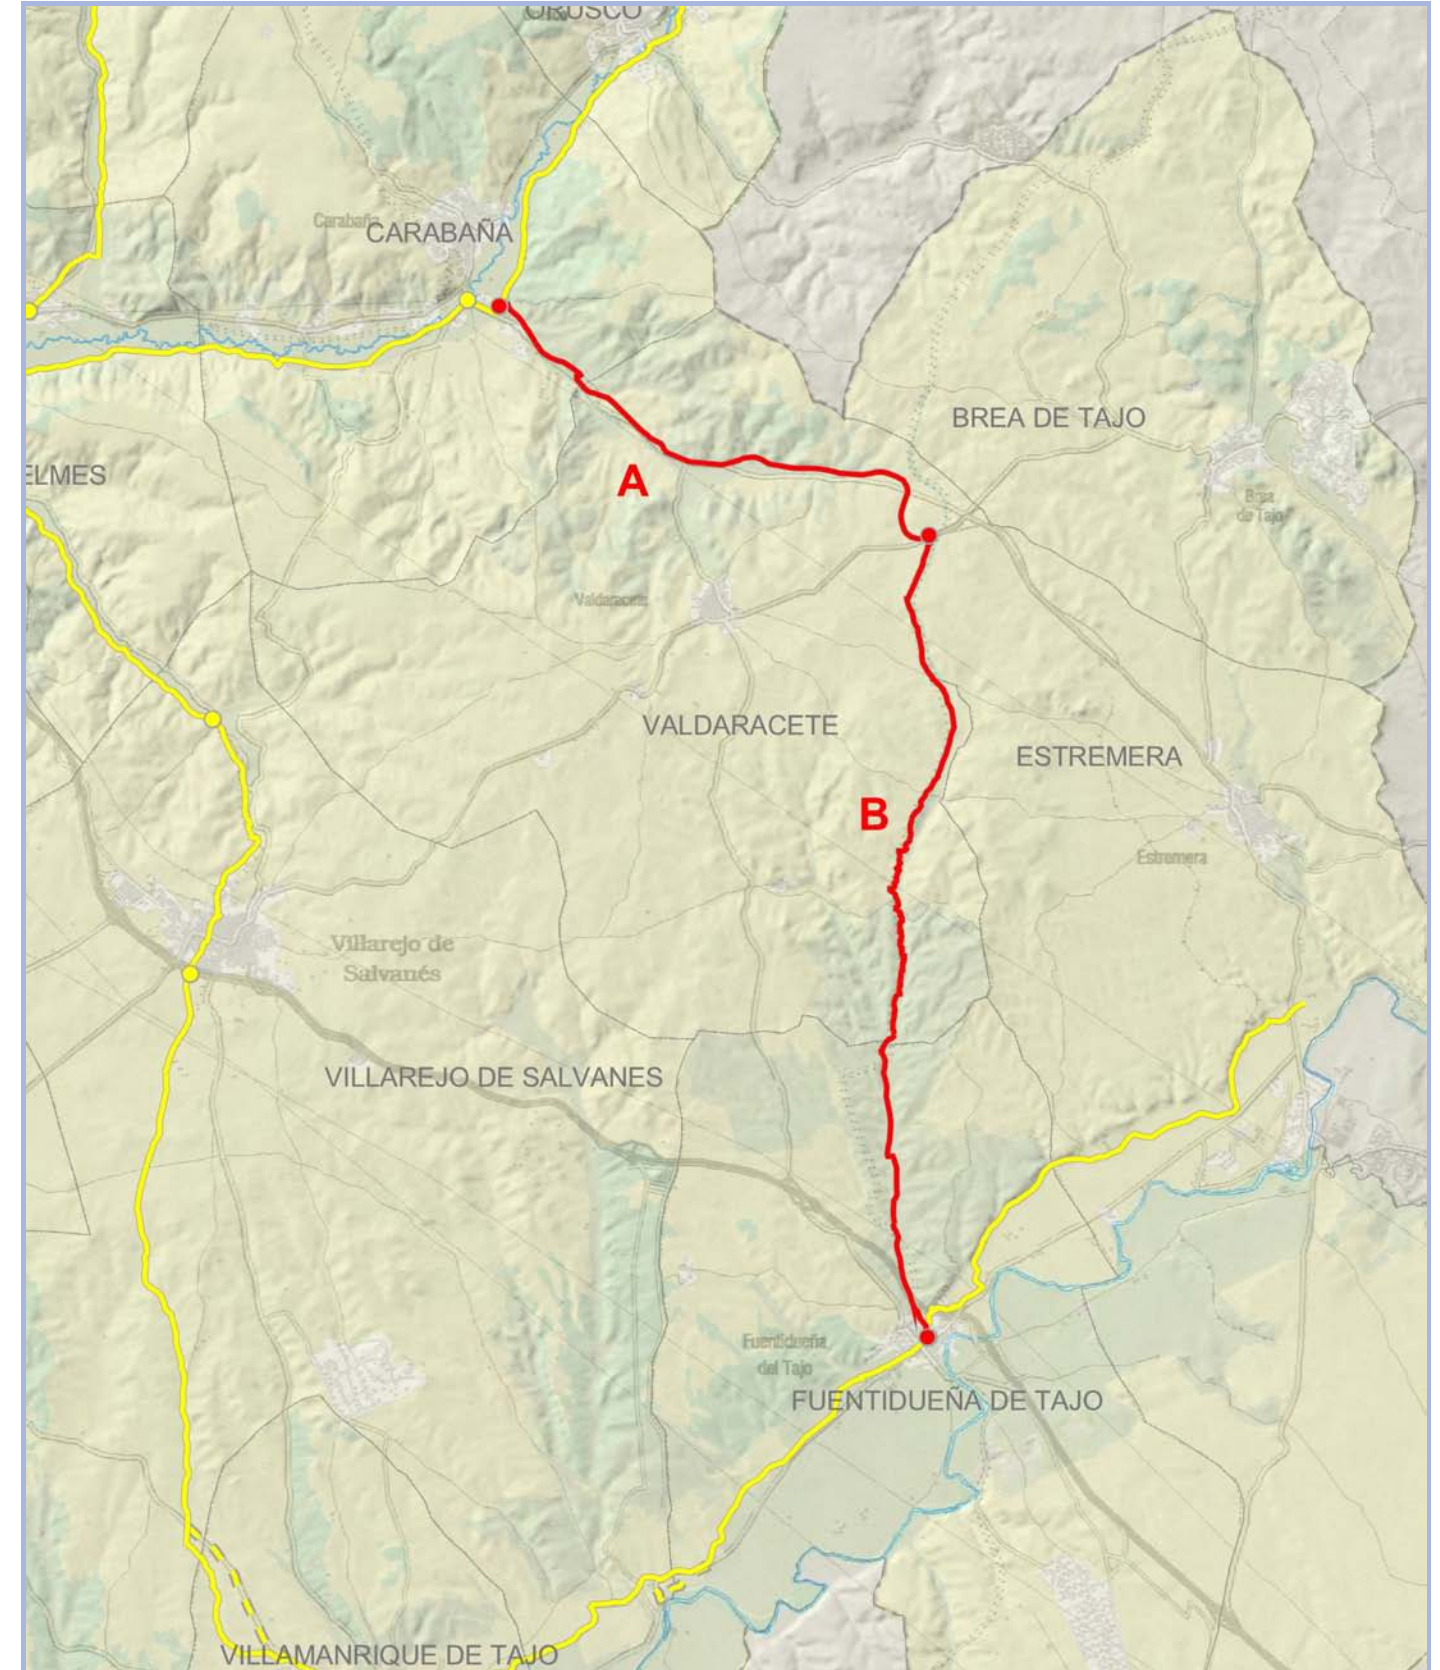 ORUSCO
Carabaña
CARABAÑA
BREA DE TAJO
ELMES
A
Brea
de Tajo
Valdaracete
VALDARACETE
ESTREMERA
B
Estremera
Villarejo de
Salvanés
VILLAREJO DE SALVANES
Fuentidueña
del Tajo
FUENTIDUEÑA DE TAJO
VILLAMANRIQUE DE TAJO